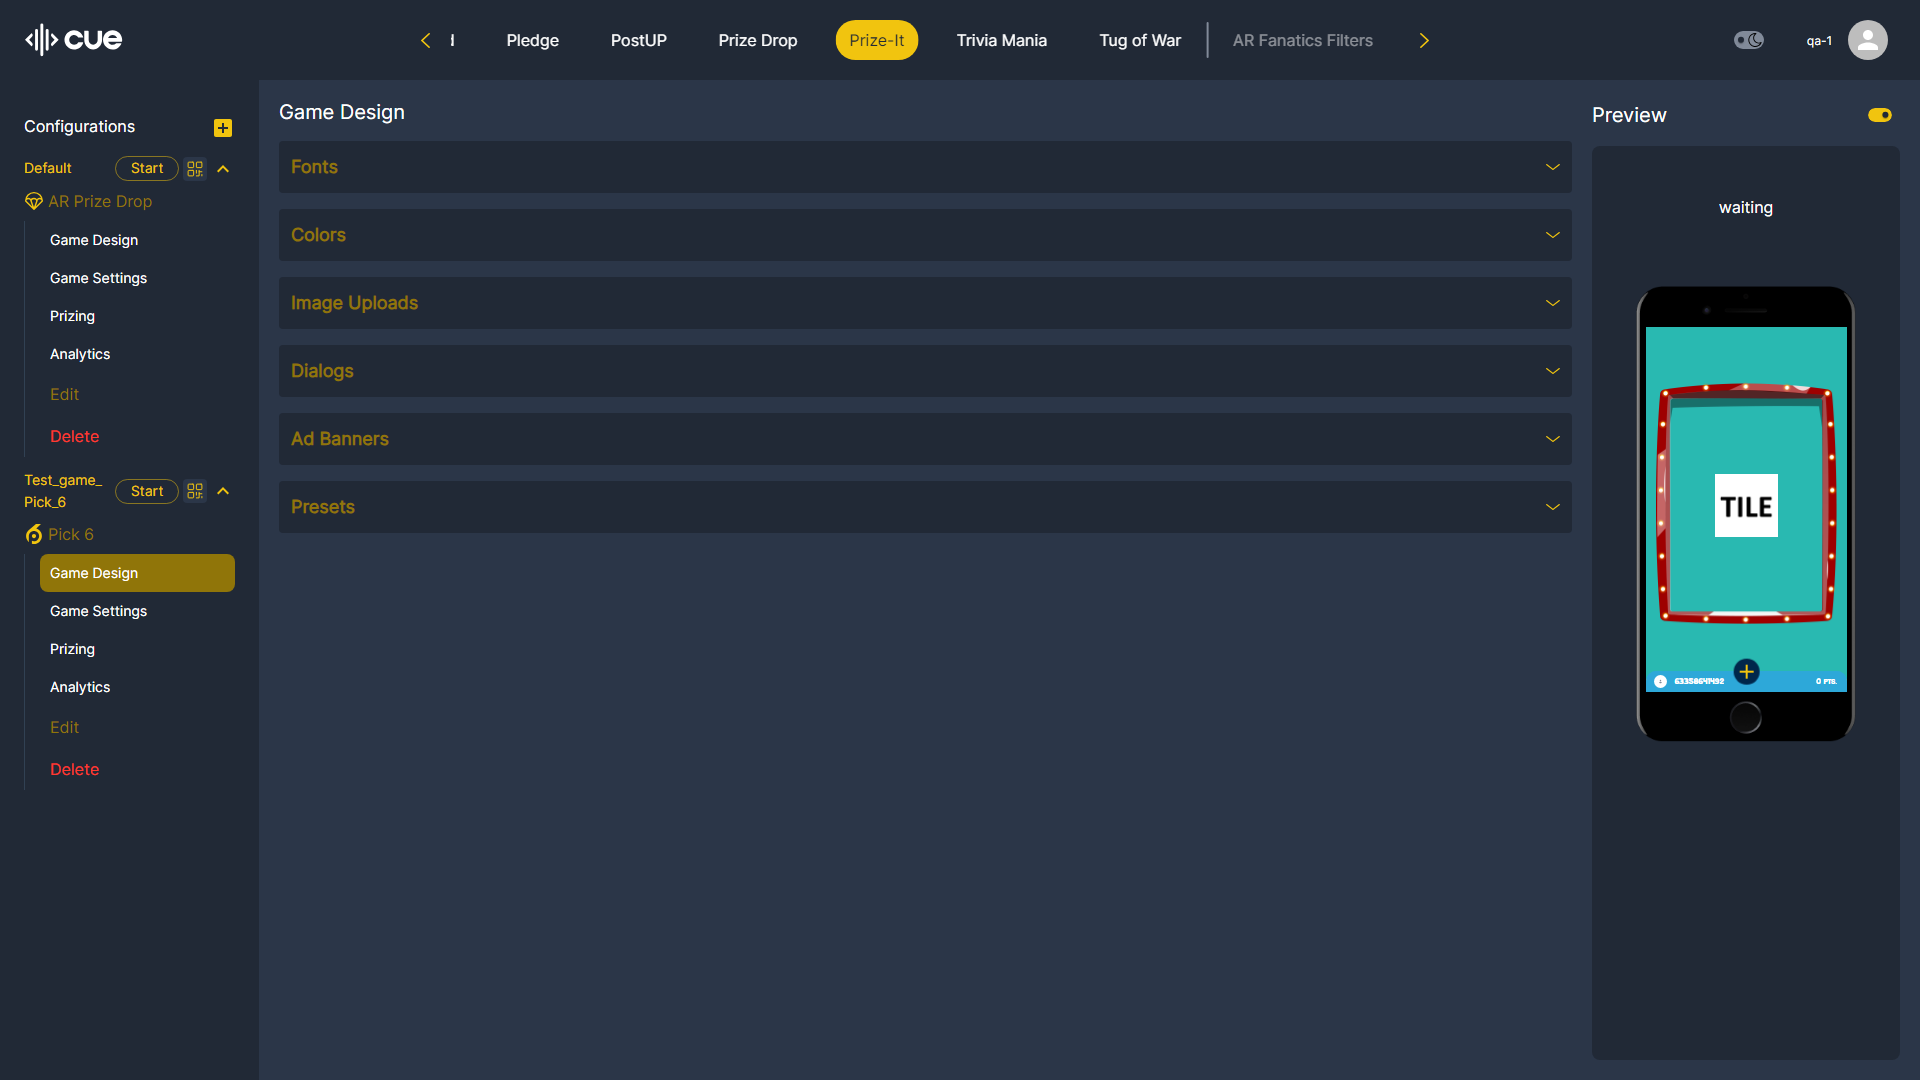 cue
Pledge
PostUP
Prize Drop
Prize-It
Trivia Mania
Tug of War
AR Fanatics Filters
qa-1
Configurations
Default
Start
AR Prize Drop
Game Design
Game Settings
Prizing
Analytics
Edit
Delete
Test_game_
Pick_6
Start
Pick 6
Game Design
Game Settings
Prizing
Analytics
Edit
Delete
Game Design
Fonts
Colors
Image Uploads
Dialogs
Ad Banners
Presets
Preview
waiting
TILE
0 PTS.